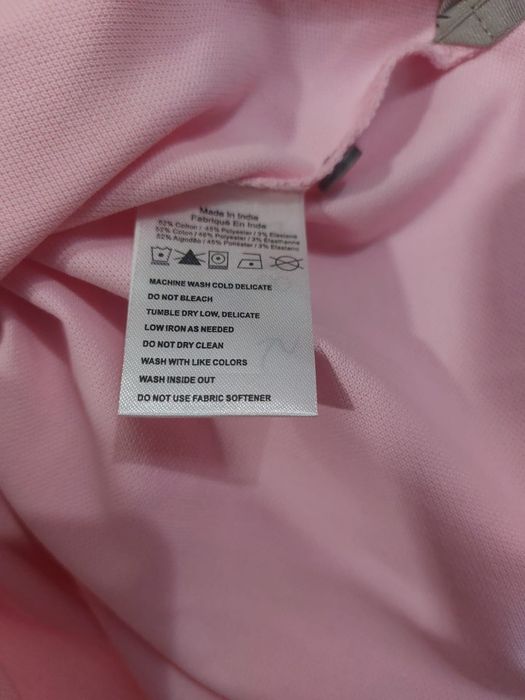 Made In India
Fabriqué En Inde
52% Cotton / 45% Polyester / 3% Elastane
52% Coton / 45% Polyester / 3% Elasthanne
52% Algodão / 45% Poliéster / 3% Elastano
MACHINE WASH COLD DELICATE
DO NOT BLEACH
TUMBLE DRY LOW, DELICATE
LOW IRON AS NEEDED
DO NOT DRY CLEAN
WASH WITH LIKE COLORS
WASH INSIDE OUT
DO NOT USE FABRIC SOFTENER